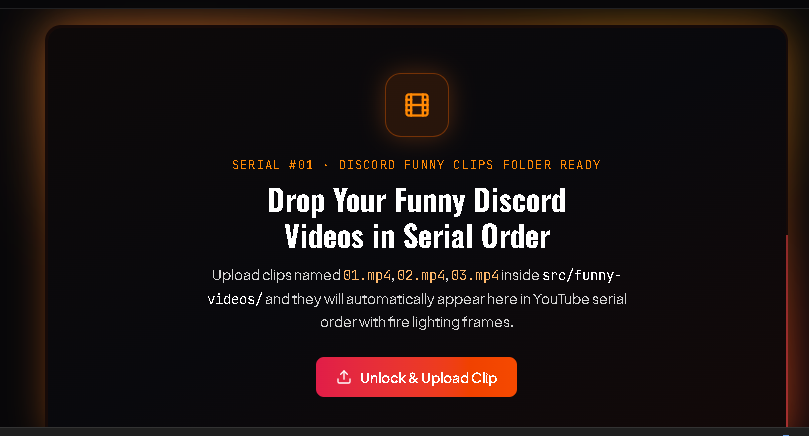 SERIAL #01 · DISCORD FUNNY CLIPS FOLDER READY
Drop Your Funny Discord
Videos in Serial Order
Upload clips named 01.mp4, 02.mp4, 03.mp4 inside src/funny-
videos/ and they will automatically appear here in YouTube serial
order with fire lighting frames.
Unlock & Upload Clip